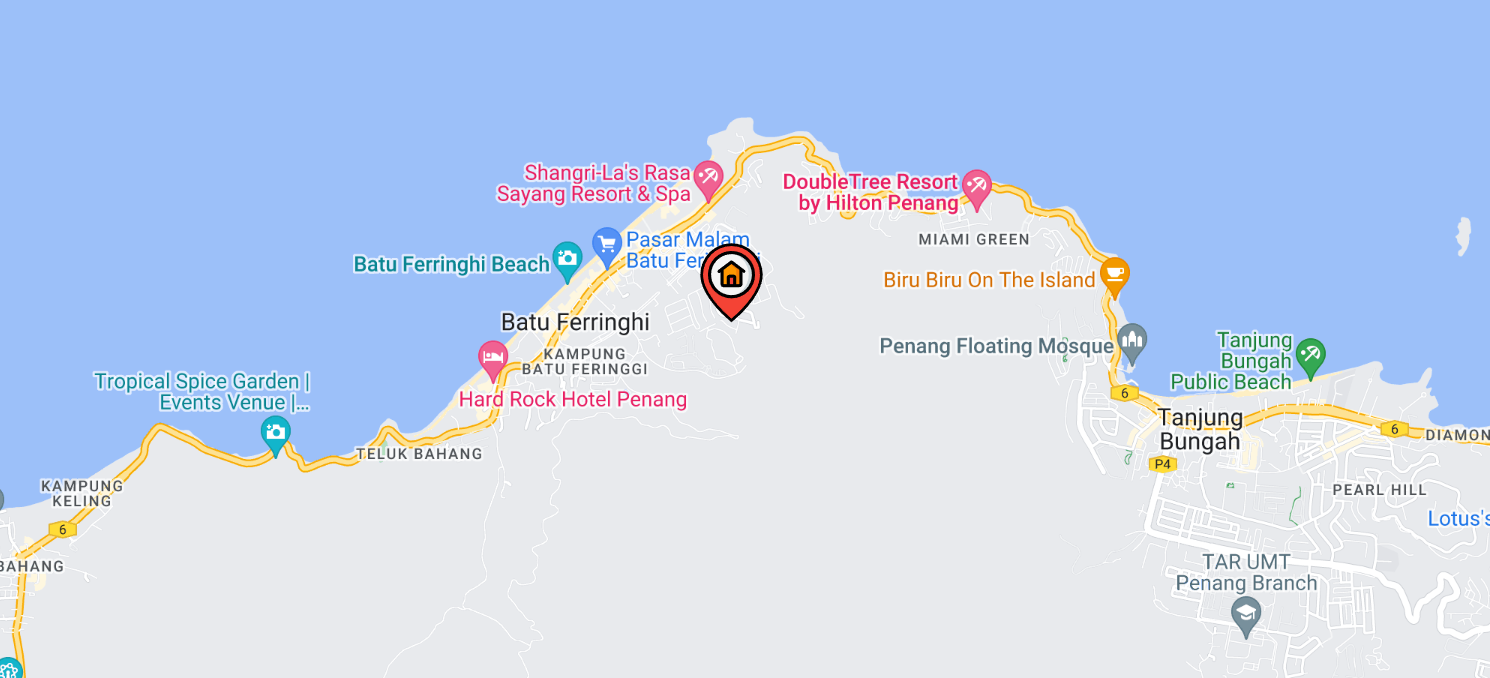 Shangri-La's Rasa
Sayang Resort & Spa
DoubleTree Resort
by Hilton Penang
MIAMI GREEN
Pasar Malam
Batu Fer
Batu Ferringhi Beach
Biru Biru On The Island
Batu Ferringhi
KAMPUNG
BATU FERINGGI
Penang Floating Mosque
Tanjung
Bungah
Public Beach
Tropical Spice Garden |
Events Venue |...
Hard Rock Hotel Penang
6
Tanjung
Bungah
6
DIAMON
TELUK BAHANG
P4
KAMPUNG
KELING
PEARL HILL
Lotus's
6
BAHANG
TAR UMT
Penang Branch